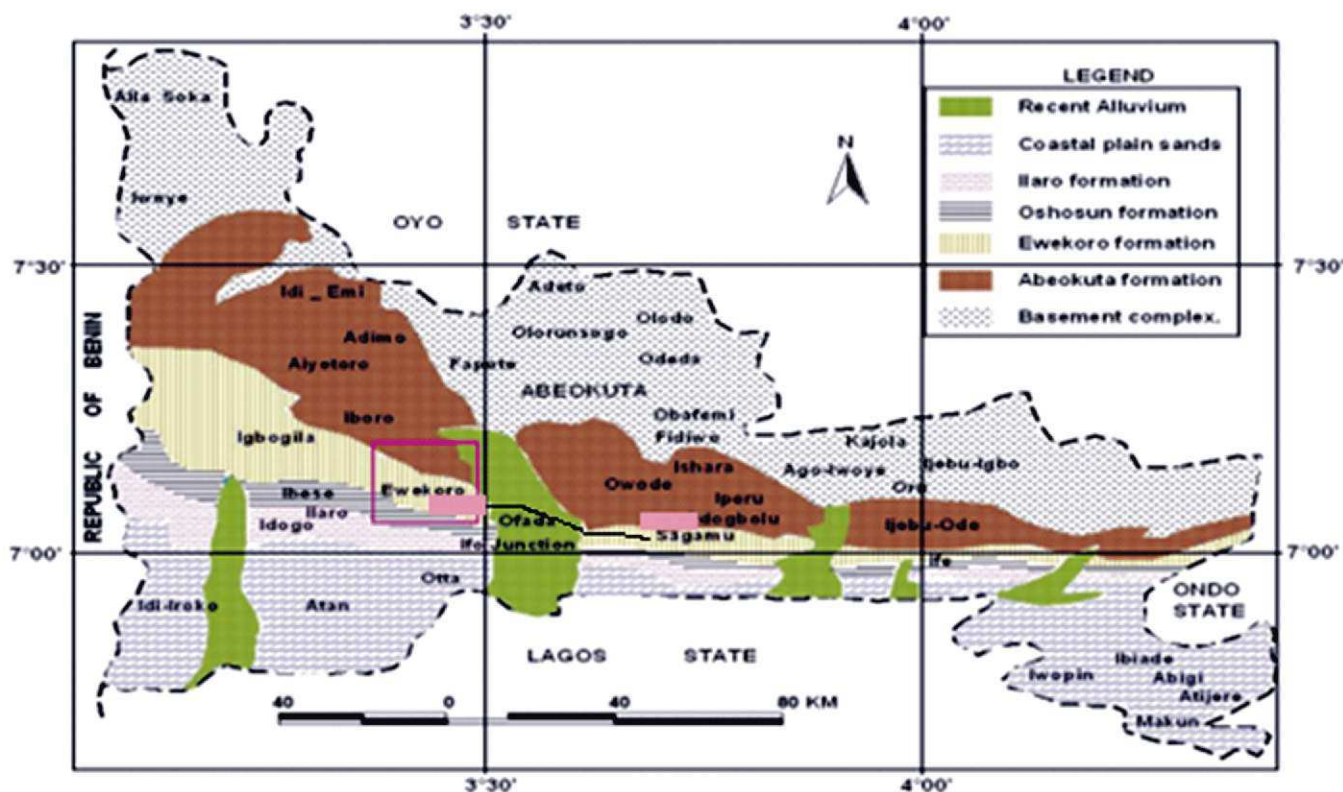 3°30'
4°00'
LEGEND
Recent Alluvium
Coastal plain sands
Ilaro formation
Oshosun formation
Ewekoro formation
Abeokuta formation
Basement complex.
N
OYO STATE
7°30'
7°30'
Idi _ Emi
Adeto
Olodo
Olorunsogo
Adimo
Aiyotoro
Odeda
ABEOKUTA
REPUBLIC OF BENIN
Iboro
Obafemi
Igbogila
Fidiwo
Kajola
Ishara
Ago-Iwoye
Ijebu-Igbo
Ewekoro
Owode
Iperu
Oro
Ibese
Ilaro
Idogo
Ofada
dogbolu
Ijebu-Ode
Sagamu
Ife Junction
7°00'
7°00'
Ife
Otta
Idi-Iroko
Atan
ONDO
STATE
LAGOS STATE
Ibiade
Iwopin
Abigi
Atijere
Makun
40 0 40 80 KM
3°30'
4°00'